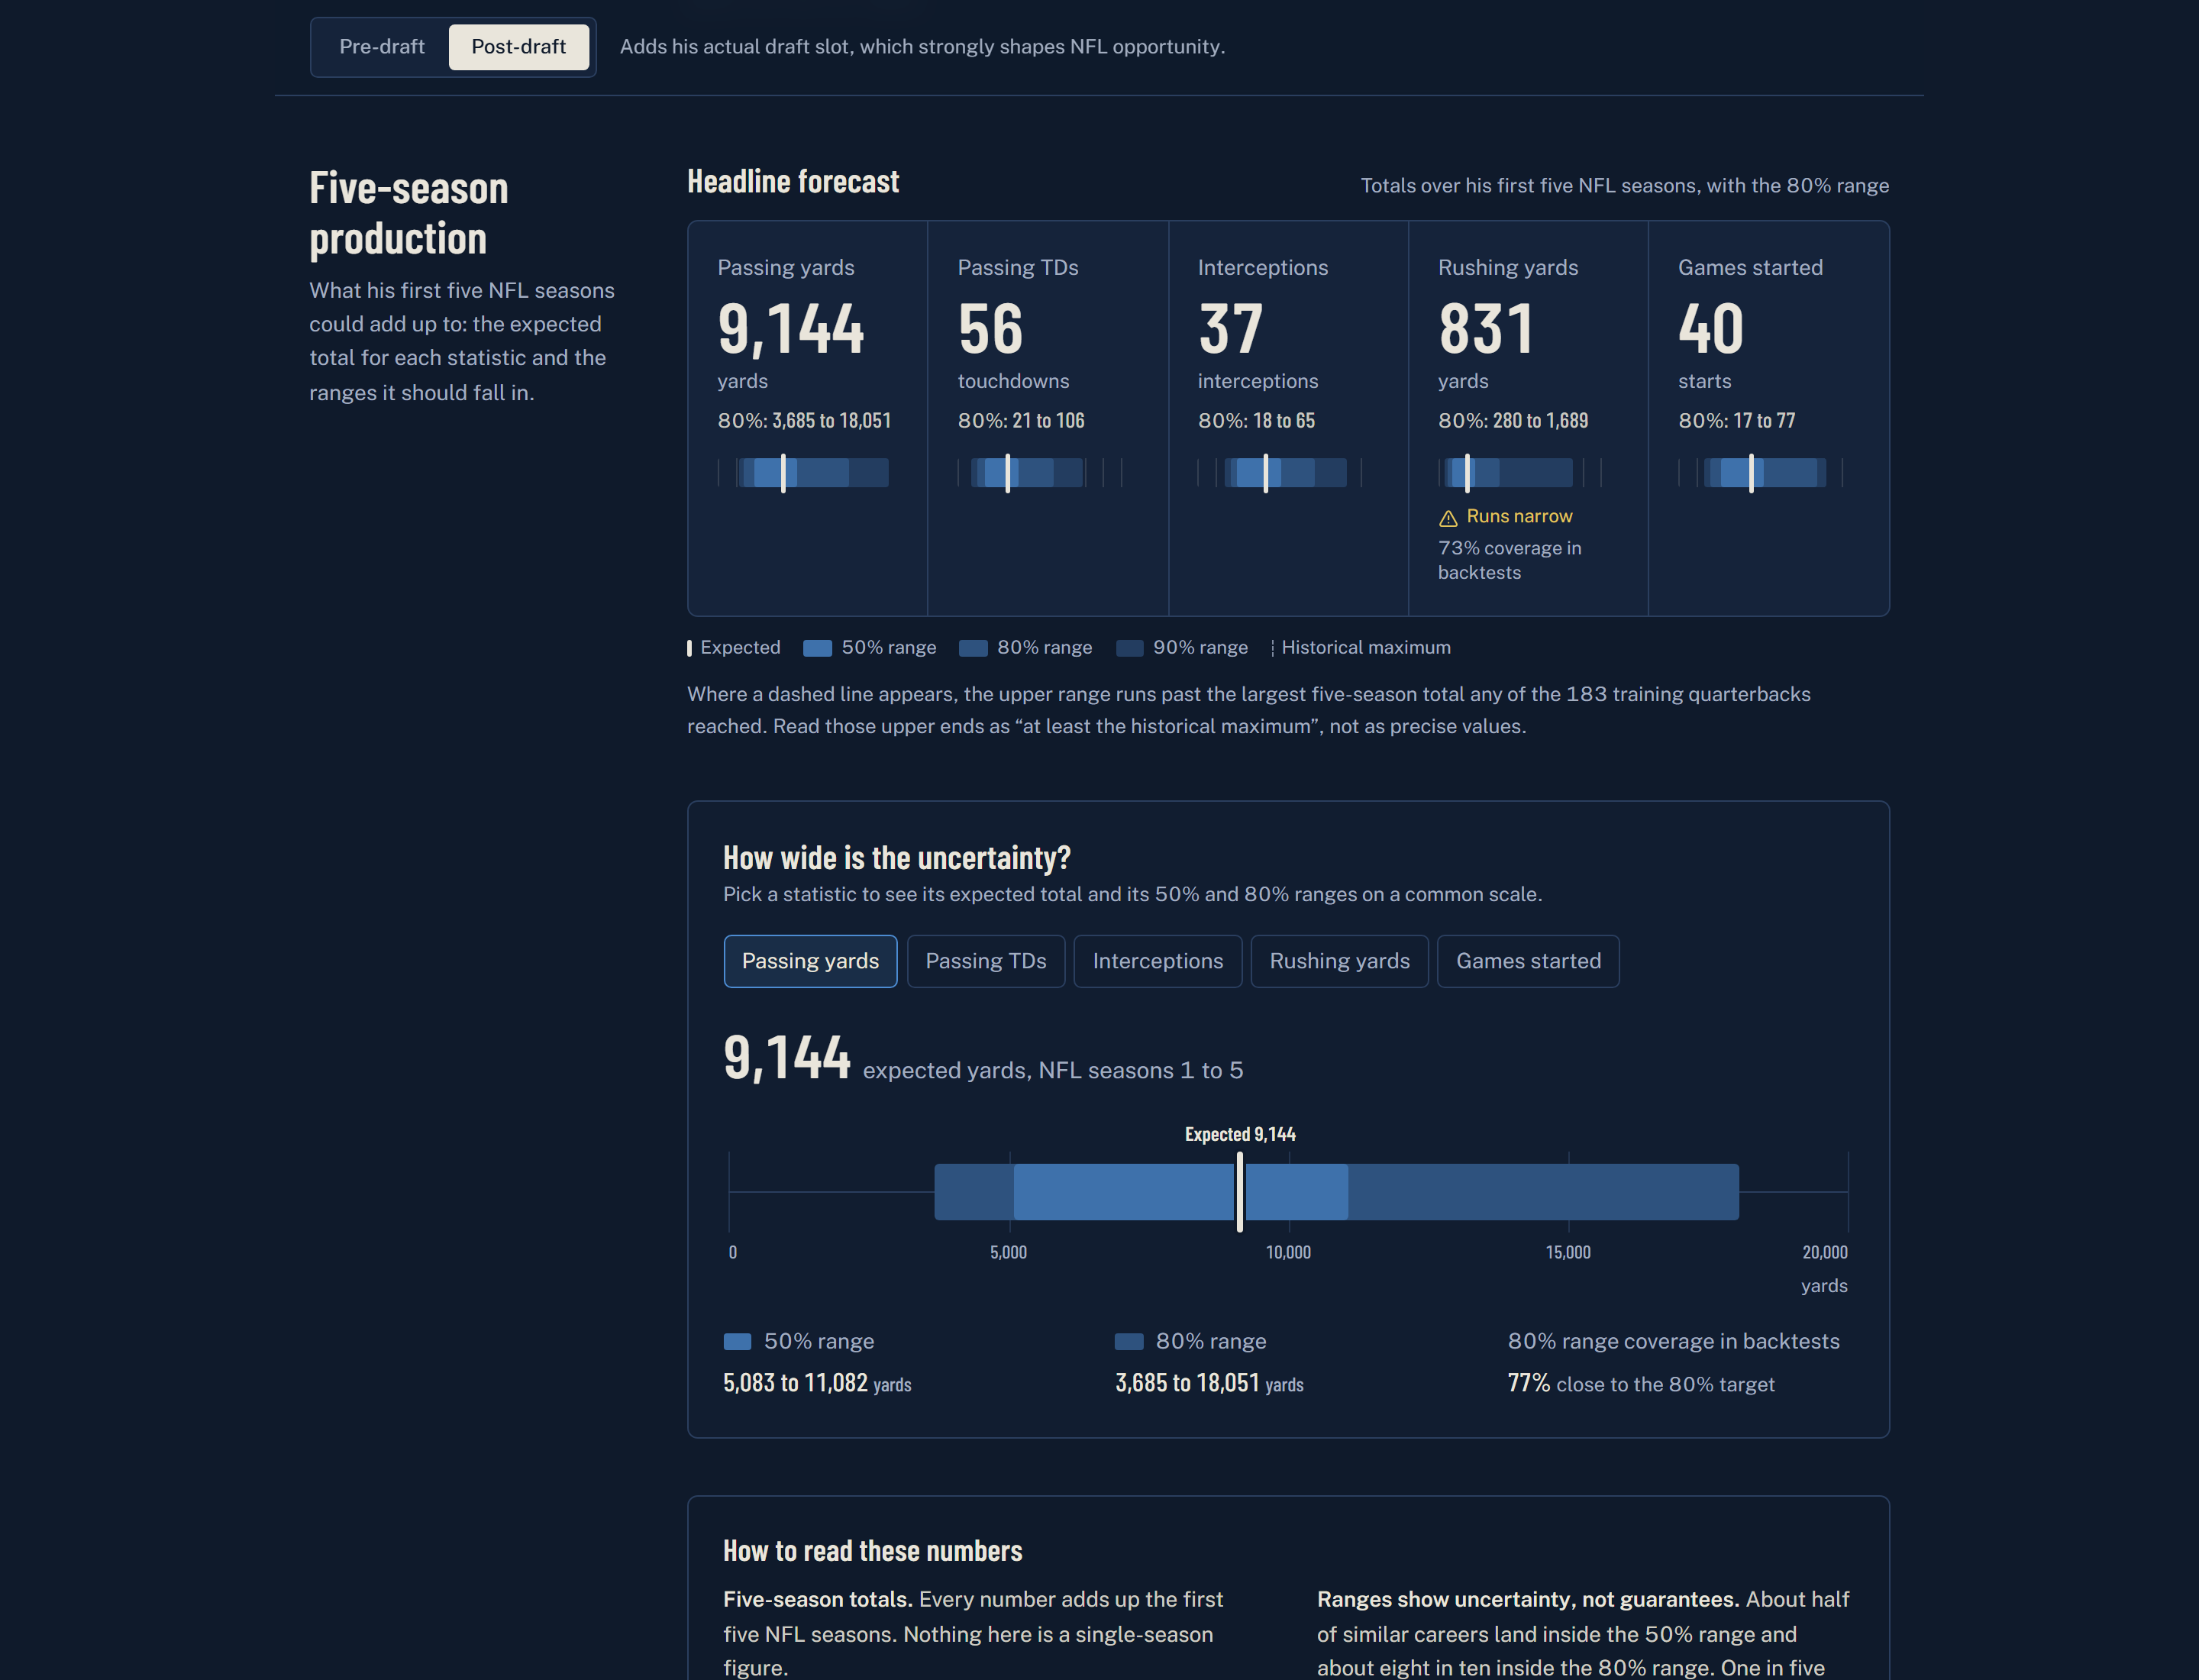 Pre-draft
Post-draft
Adds his actual draft slot, which strongly shapes NFL opportunity.
Five-season
production
What his first five NFL seasons
could add up to: the expected
total for each statistic and the
ranges it should fall in.
Headline forecast
Totals over his first five NFL seasons, with the 80% range
Passing yards
9,144
yards
80%: 3,685 to 18,051
Passing TDs
56
touchdowns
80%: 21 to 106
Interceptions
37
interceptions
80%: 18 to 65
Rushing yards
831
yards
80%: 280 to 1,689
Runs narrow
73% coverage in
backtests
Games started
40
starts
80%: 17 to 77
Expected
50% range
80% range
90% range
Historical maximum
Where a dashed line appears, the upper range runs past the largest five-season total any of the 183 training quarterbacks
reached. Read those upper ends as “at least the historical maximum”, not as precise values.
How wide is the uncertainty?
Pick a statistic to see its expected total and its 50% and 80% ranges on a common scale.
Passing yards
Passing TDs
Interceptions
Rushing yards
Games started
9,144 expected yards, NFL seasons 1 to 5
Expected 9,144
0
5,000
10,000
15,000
20,000
yards
50% range
5,083 to 11,082 yards
80% range
3,685 to 18,051 yards
80% range coverage in backtests
77% close to the 80% target
How to read these numbers
Five-season totals. Every number adds up the first
five NFL seasons. Nothing here is a single-season
figure.
Ranges show uncertainty, not guarantees. About half
of similar careers land inside the 50% range and
about eight in ten inside the 80% range. One in five